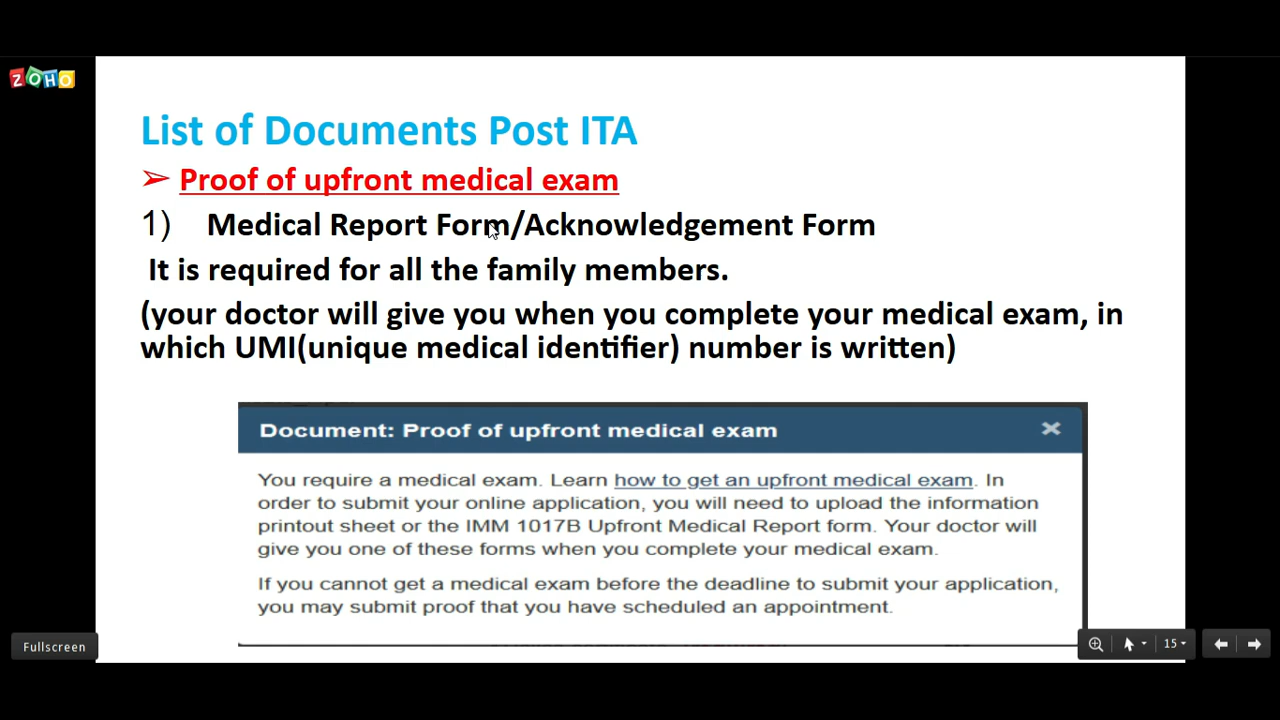 ZOHO
List of Documents Post ITA
➢ Proof of upfront medical exam
1) Medical Report Form/Acknowledgement Form
It is required for all the family members.
(your doctor will give you when you complete your medical exam, in
which UMI(unique medical identifier) number is written)
Document: Proof of upfront medical exam ×
You require a medical exam. Learn how to get an upfront medical exam. In
order to submit your online application, you will need to upload the information
printout sheet or the IMM 1017B Upfront Medical Report form. Your doctor will
give you one of these forms when you complete your medical exam.
If you cannot get a medical exam before the deadline to submit your application,
you may submit proof that you have scheduled an appointment.
Fullscreen
15